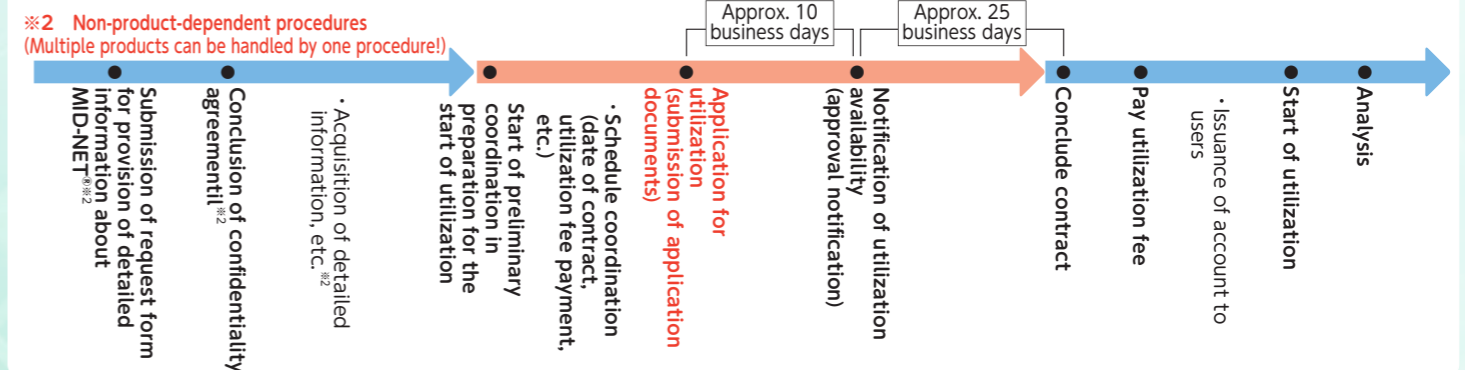 ※2 Non-product-dependent procedures
(Multiple products can be handled by one procedure!)
Approx. 10
business days
Approx. 25
business days
Submission of request form
for provision of detailed
information about
MID-NET®※2
Conclusion of confidentiality
agreementil※2
・Acquisition of detailed
information, etc.※2
Start of preliminary
coordination in
preparation for the
start of utilization
・Schedule coordination
(date of contract,
utilization fee payment,
etc.)
Application for
utilization
(submission of application
documents)
Notification of utilization
availability
(approval notification)
Conclude contract
Pay utilization fee
・Issuance of account to
users
Start of utilization
Analysis